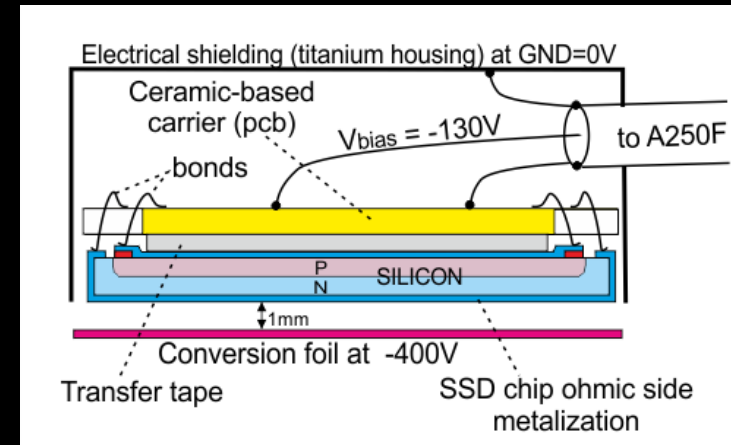 Electrical shielding (titanium housing) at GND=0V
Ceramic-based
carrier (pcb)
Vbias = -130V
to A250F
bonds
P
SILICON
N
1mm
Conversion foil at -400V
Transfer tape
SSD chip ohmic side
metalization